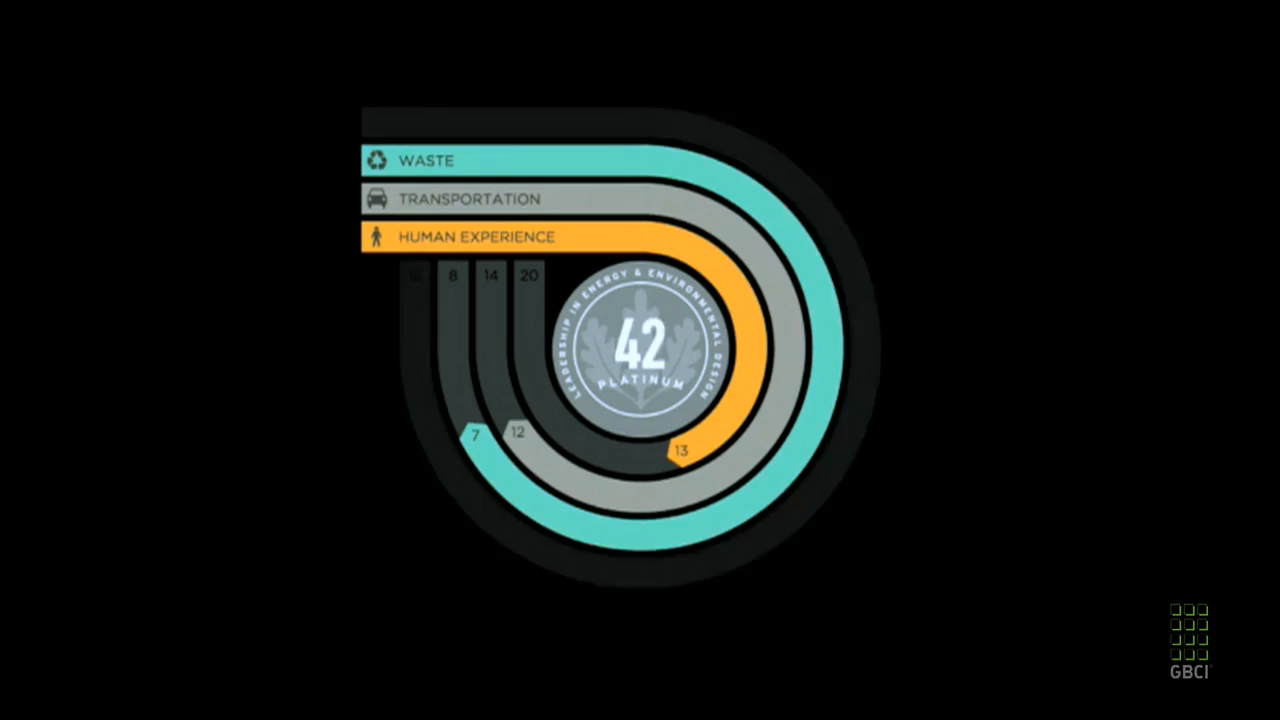 WASTE
TRANSPORTATION
HUMAN EXPERIENCE
8 14 20
LEADERSHIP IN ENERGY & ENVIRONMENTAL DESIGN
42
PLATINUM
7
12
13
GBCI